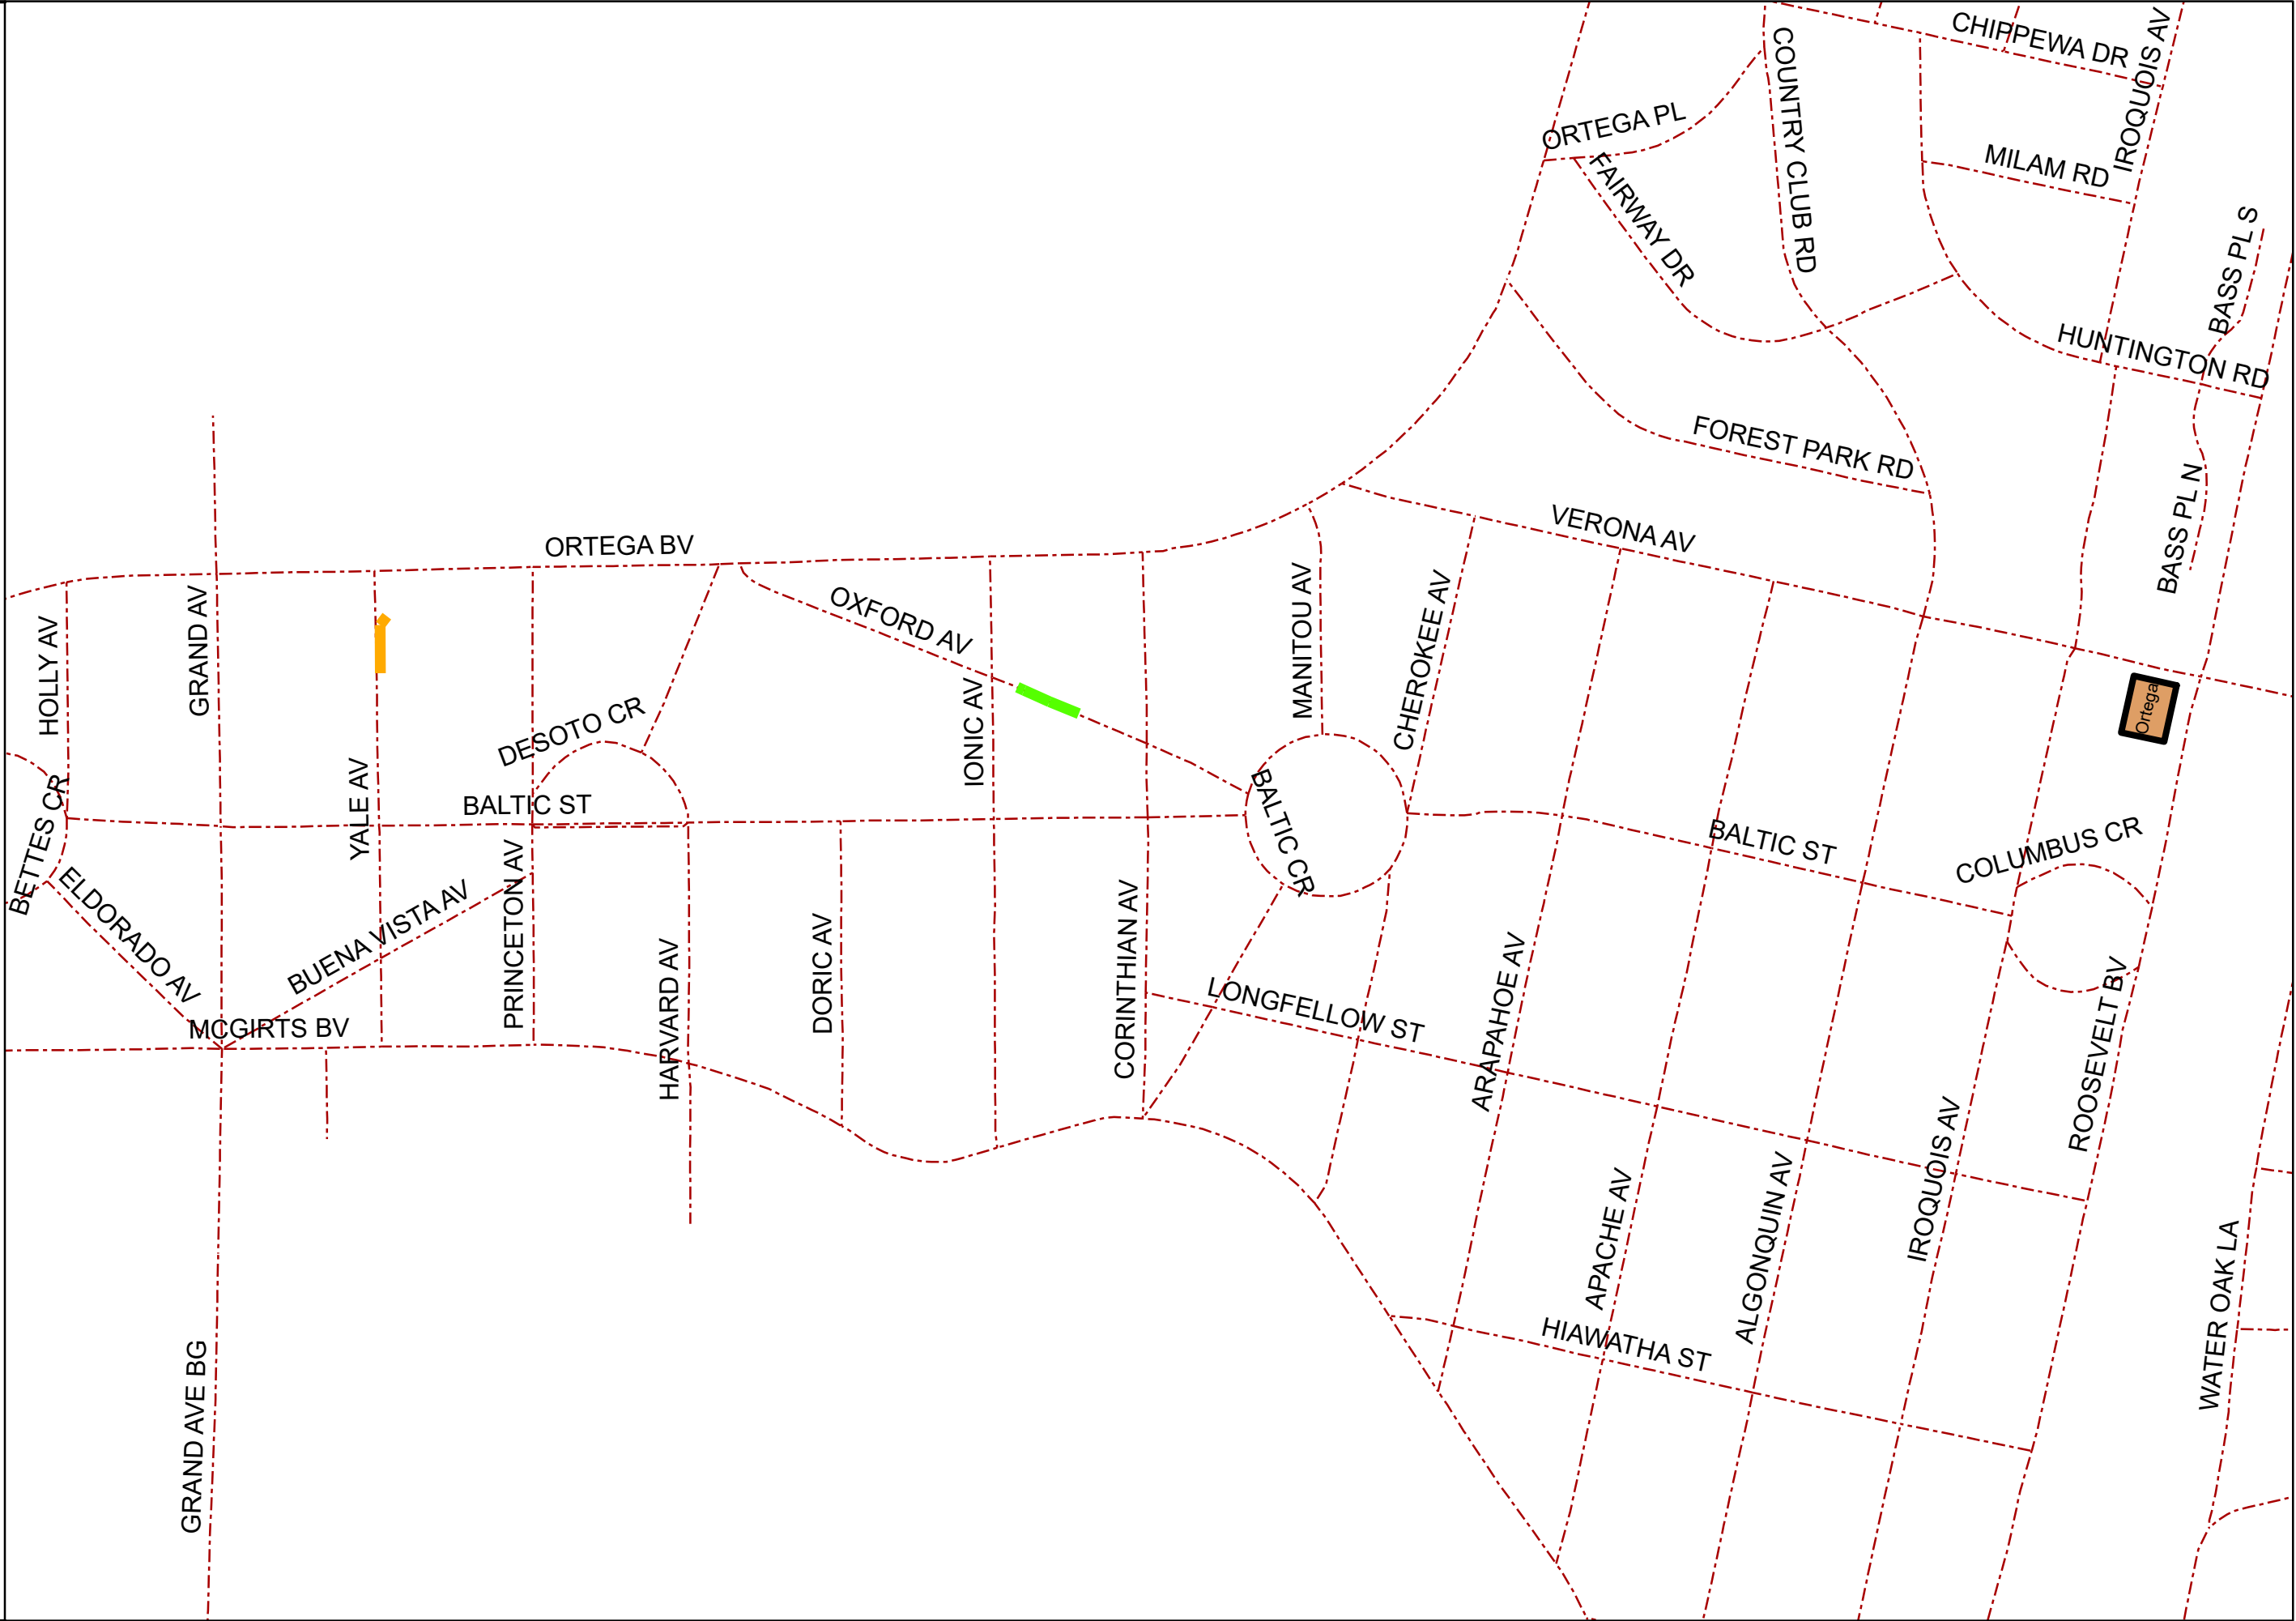 CHIPPEWA DR
IROQUOIS AV
COUNTRY CLUB RD
ORTEGA PL
FAIRWAY DR
MILAM RD
BASS PL S
HUNTINGTON RD
FOREST PARK RD
BASS PL N
VERONA AV
ORTEGA BV
OXFORD AV
HOLLY AV
GRAND AV
MANITOU AV
CHEROKEE AV
Ortega
DESOTO CR
IONIC AV
YALE AV
BALTIC ST
BALTIC CR
BALTIC ST
COLUMBUS CR
BETTES CR
ELDORADO AV
BUENA VISTA AV
PRINCETON AV
HARVARD AV
DORIC AV
CORINTHIAN AV
LONGFELLOW ST
ARAPAHOE AV
ROOSEVELT BV
MCGIRTS BV
IROQUOIS AV
APACHE AV
ALGONQUIN AV
WATER OAK LA
HIAWATHA ST
GRAND AVE BG